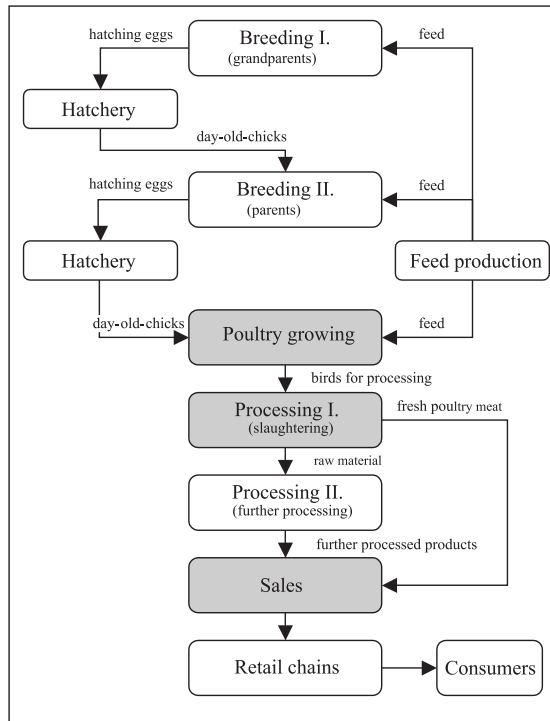 hatching eggs
Breeding I.
(grandparents)
feed
Hatchery
day-old-chicks
hatching eggs
Breeding II.
(parents)
feed
Hatchery
Feed production
day-old-chicks
Poultry growing
feed
birds for processing
Processing I.
(slaughtering)
fresh poultry meat
raw material
Processing II.
(further processing)
further processed products
Sales
Retail chains
Consumers